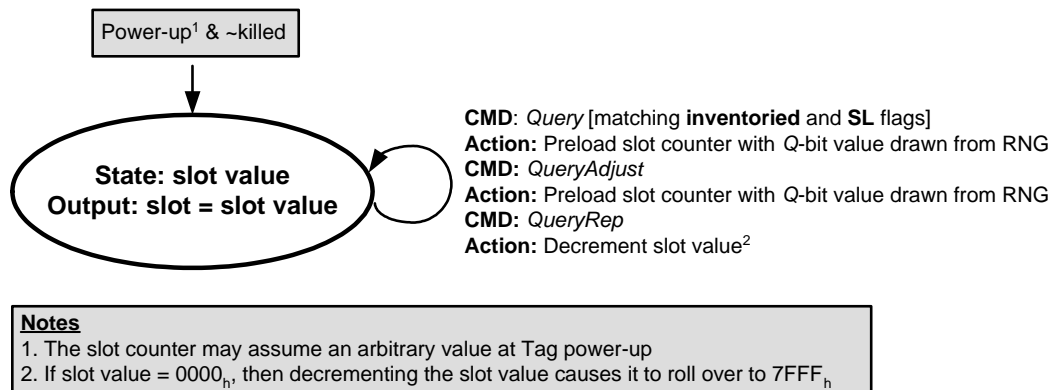 Power-up¹ & ~killed
State: slot value
Output: slot = slot value
CMD: Query [matching inventoried and SL flags]
Action: Preload slot counter with Q-bit value drawn from RNG
CMD: QueryAdjust
Action: Preload slot counter with Q-bit value drawn from RNG
CMD: QueryRep
Action: Decrement slot value²
Notes
1. The slot counter may assume an arbitrary value at Tag power-up
2. If slot value = 0000ₕ, then decrementing the slot value causes it to roll over to 7FFFₕ